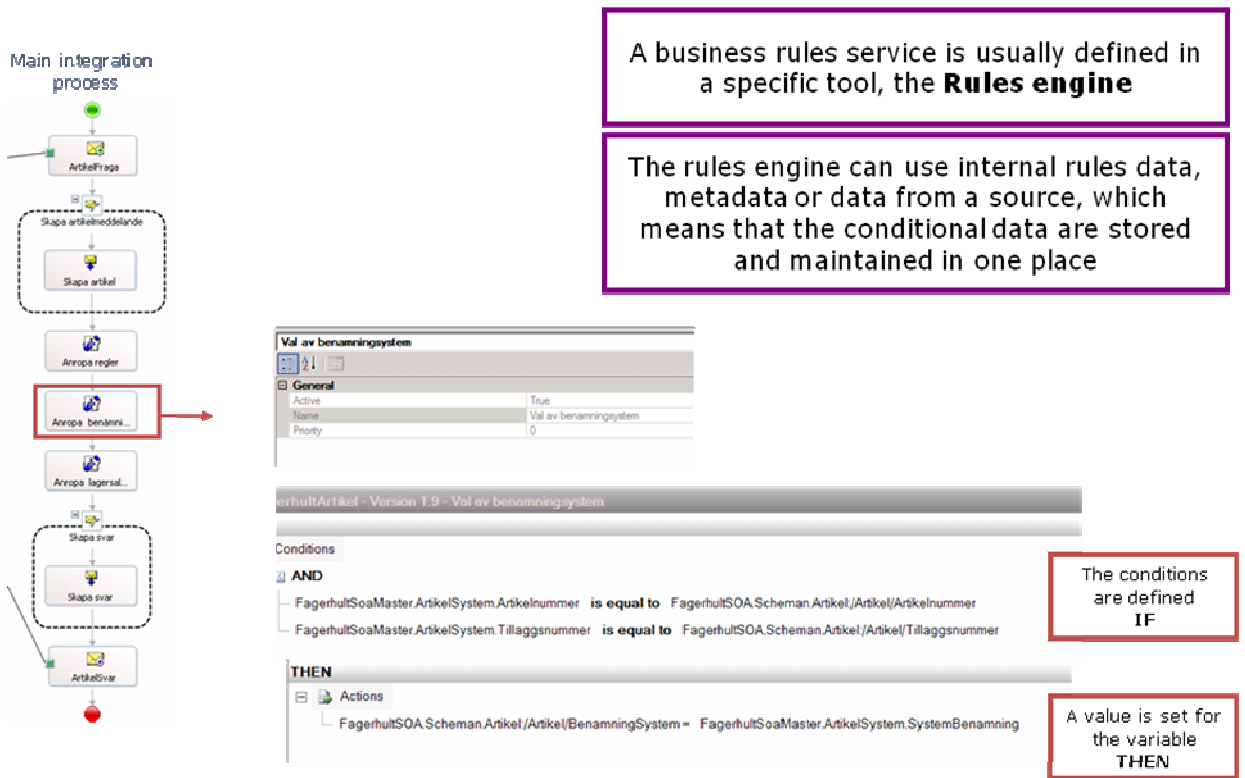 Main integration
process
ArtikelFraga
Skapa artikelmeddelande
Skapa artikel
Anropa regler
Anropa benämni...
Anropa lagersal...
Skapa svar
Skapa svar
ArtikelSvar
A business rules service is usually defined in
a specific tool, the Rules engine
The rules engine can use internal rules data,
metadata or data from a source, which
means that the conditional data are stored
and maintained in one place
Val av benamningsystem
General
Active True
Name Val av benamningsystem
Priority 0
erhultArtikel - Version 1.9 - Val av benamningsystem
Conditions
AND
FagerhultSoaMaster.ArtikelSystem.Artikelnummer is equal to FagerhultSOA.Scheman.Artikel:/Artikel/Artikelnummer
FagerhultSoaMaster.ArtikelSystem.Tillaggsnummer is equal to FagerhultSOA.Scheman.Artikel:/Artikel/Tillaggsnummer
THEN
Actions
FagerhultSOA.Scheman.Artikel:/Artikel/BenamningSystem = FagerhultSoaMaster.ArtikelSystem.SystemBenamning
The conditions
are defined
IF
A value is set for
the variable
THEN